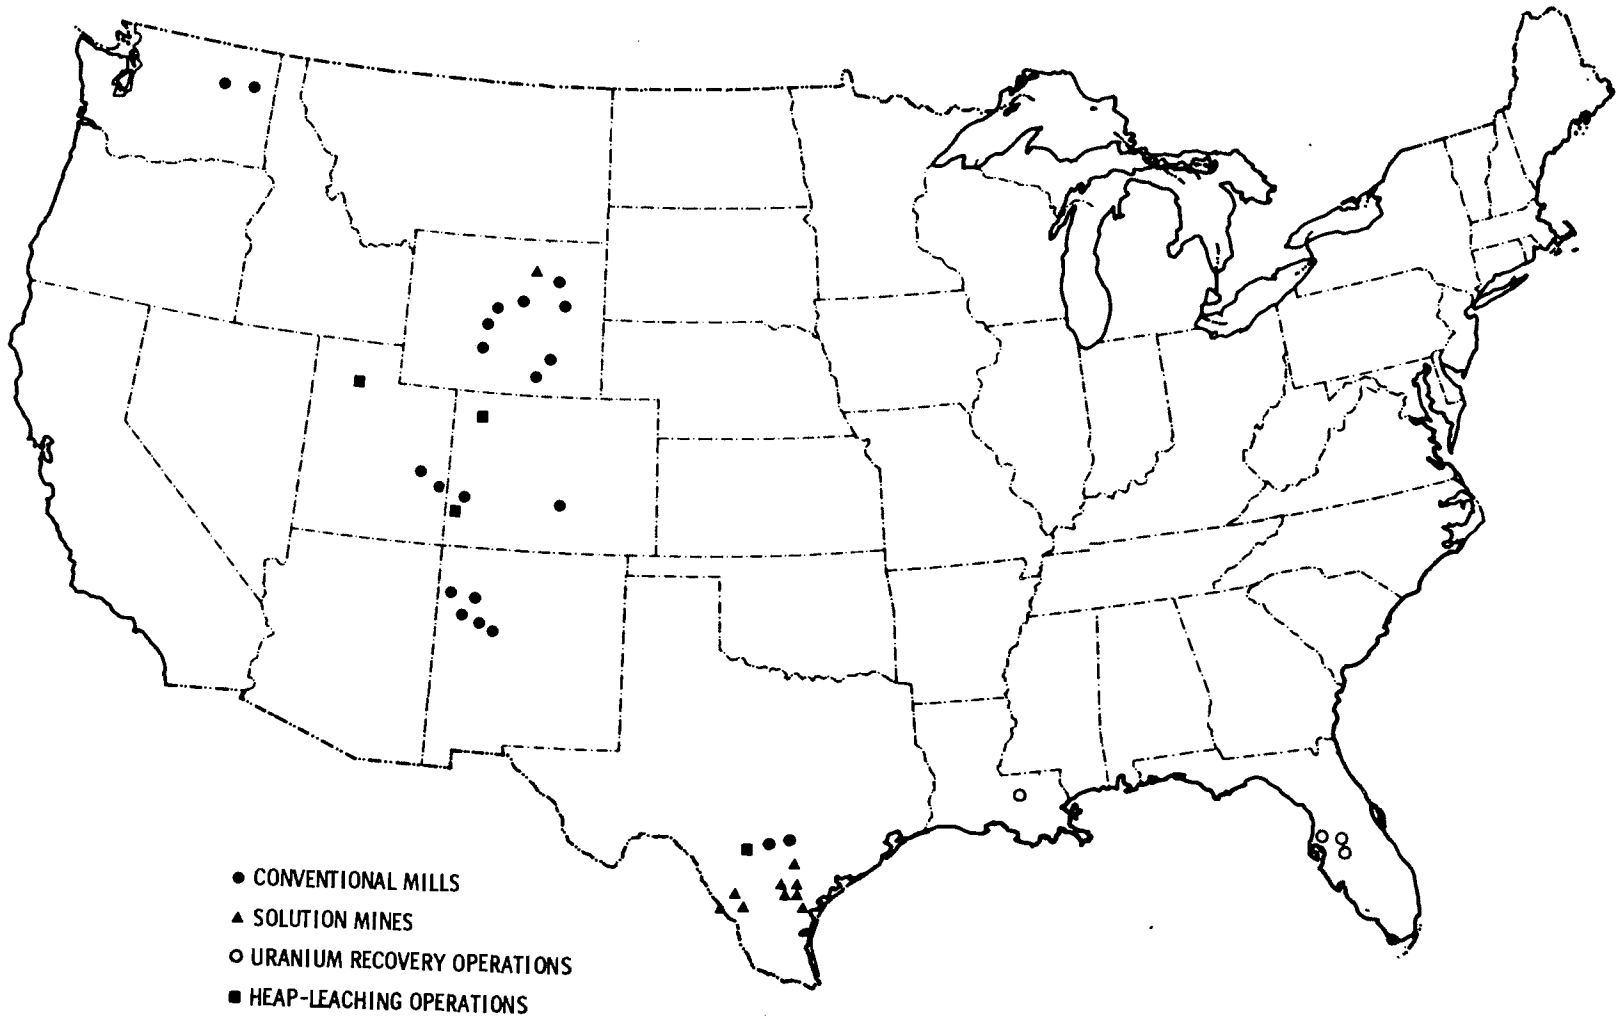 CONVENTIONAL MILLS
SOLUTION MINES
URANIUM RECOVERY OPERATIONS
HEAP-LEACHING OPERATIONS